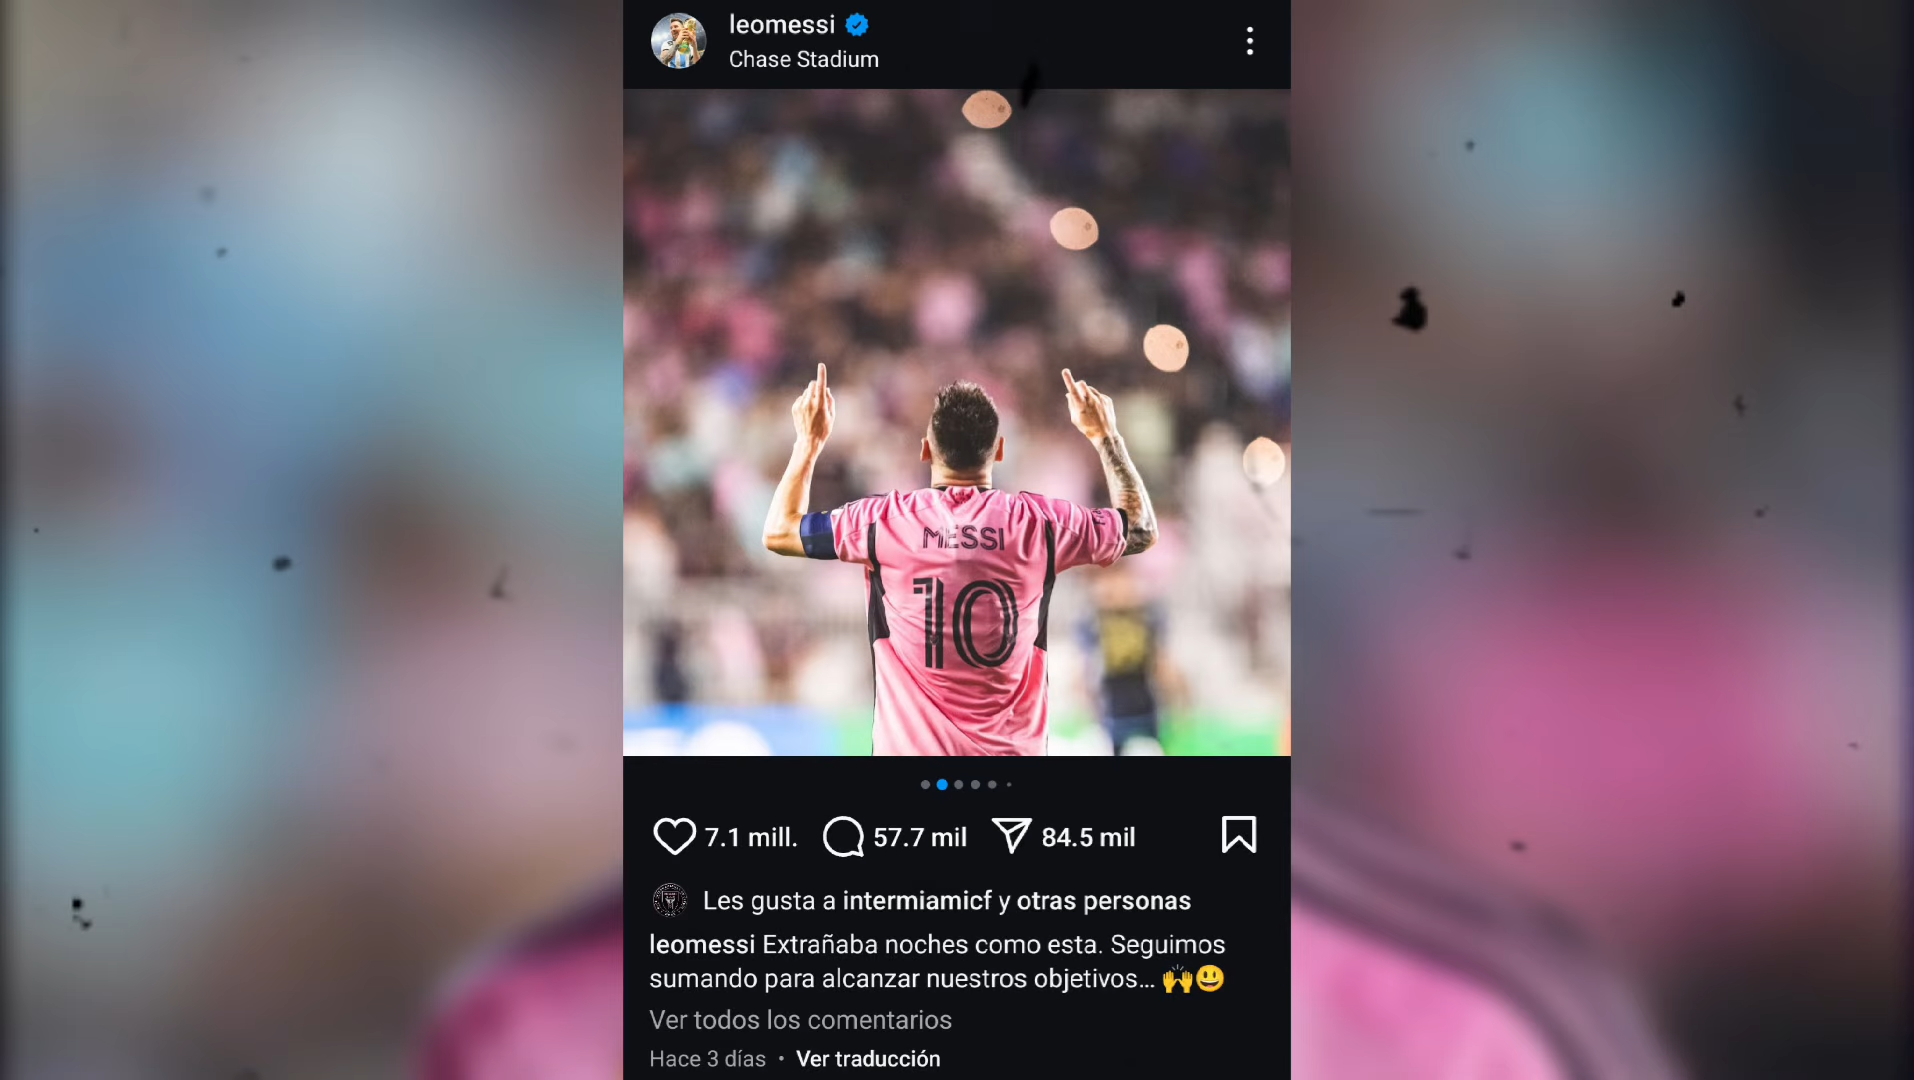 leomessi
Chase Stadium
MESSI
10
7.1 mill.
57.7 mil
84.5 mil
Les gusta a intermiamicf y otras personas
leomessi Extrañaba noches como esta. Seguimos
sumando para alcanzar nuestros objetivos... 🙌😃
Ver todos los comentarios
Hace 3 días • Ver traducción